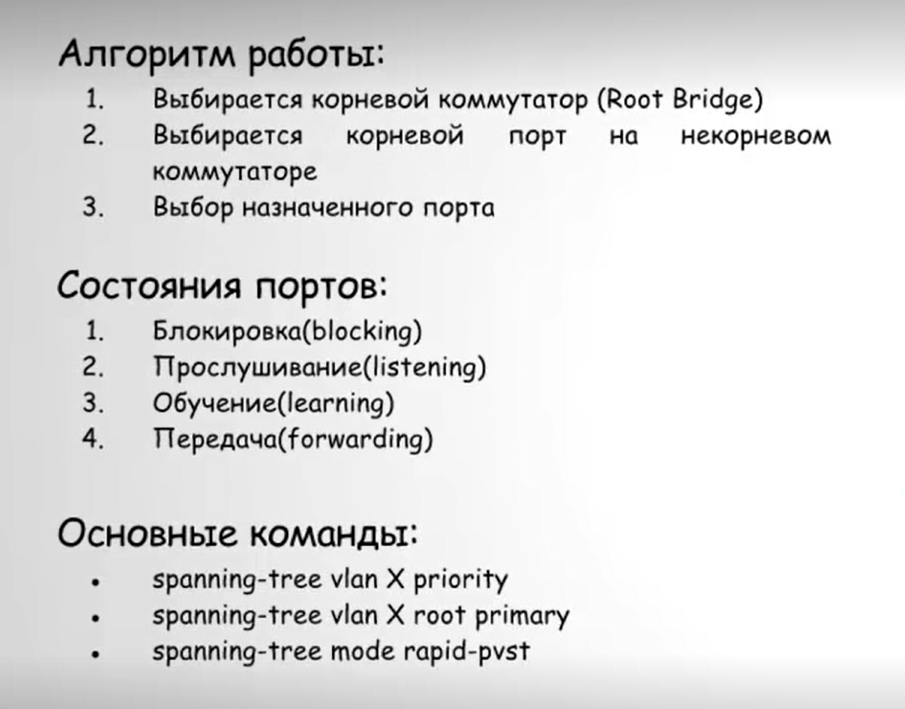 Алгоритм работы:
1. Выбирается корневой коммутатор (Root Bridge)
2. Выбирается корневой порт на некорневом
коммутаторе
3. Выбор назначенного порта
Состояния портов:
1. Блокировка(blocking)
2. Прослушивание(listening)
3. Обучение(learning)
4. Передача(forwarding)
Основные команды:
• spanning-tree vlan X priority
• spanning-tree vlan X root primary
• spanning-tree mode rapid-pvst